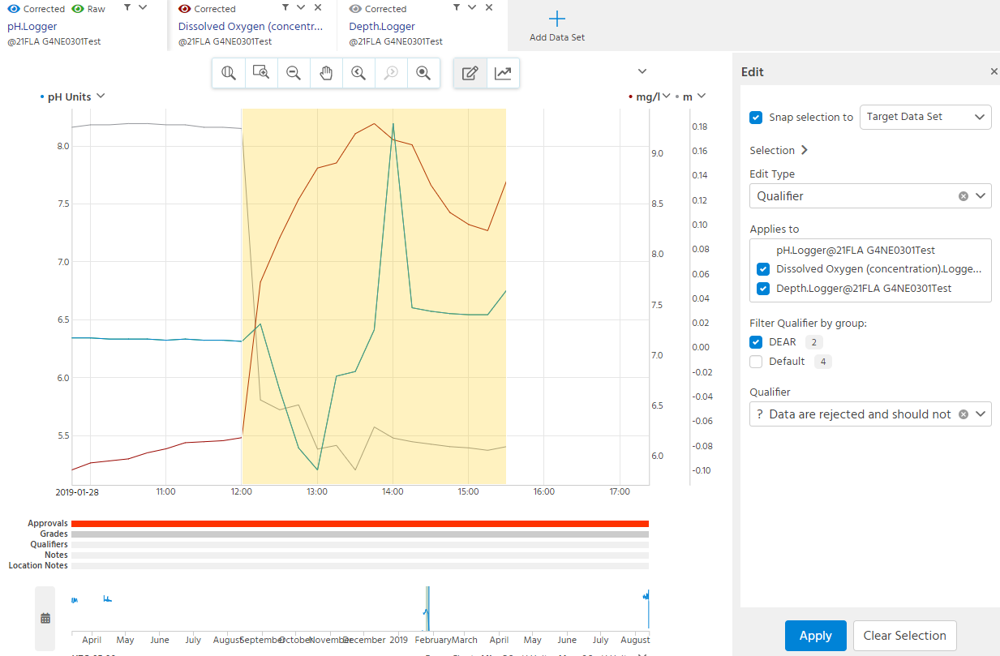 Corrected Raw
pH.Logger
@21FLA G4NE0301Test
Corrected
Dissolved Oxygen (concentr...
@21FLA G4NE0301Test
Corrected
Depth.Logger
@21FLA G4NE0301Test
Add Data Set
pH Units
mg/l m
8.0
7.5
7.0
6.5
6.0
5.5
9.0
8.5
8.0
7.5
7.0
6.5
6.0
0.18
0.16
0.14
0.12
0.10
0.08
0.06
0.04
0.02
0.00
-0.02
-0.04
-0.06
-0.08
-0.10
2019-01-28 11:00 12:00 13:00 14:00 15:00 16:00 17:00
Approvals
Grades
Qualifiers
Notes
Location Notes
April May June July August September October November December 2019 February March April May June July August
Edit
Snap selection to Target Data Set
Selection
Edit Type
Qualifier
Applies to
pH.Logger@21FLA G4NE0301Test
Dissolved Oxygen (concentration).Logge...
Depth.Logger@21FLA G4NE0301Test
Filter Qualifier by group:
DEAR 2
Default 4
Qualifier
? Data are rejected and should not
Apply Clear Selection